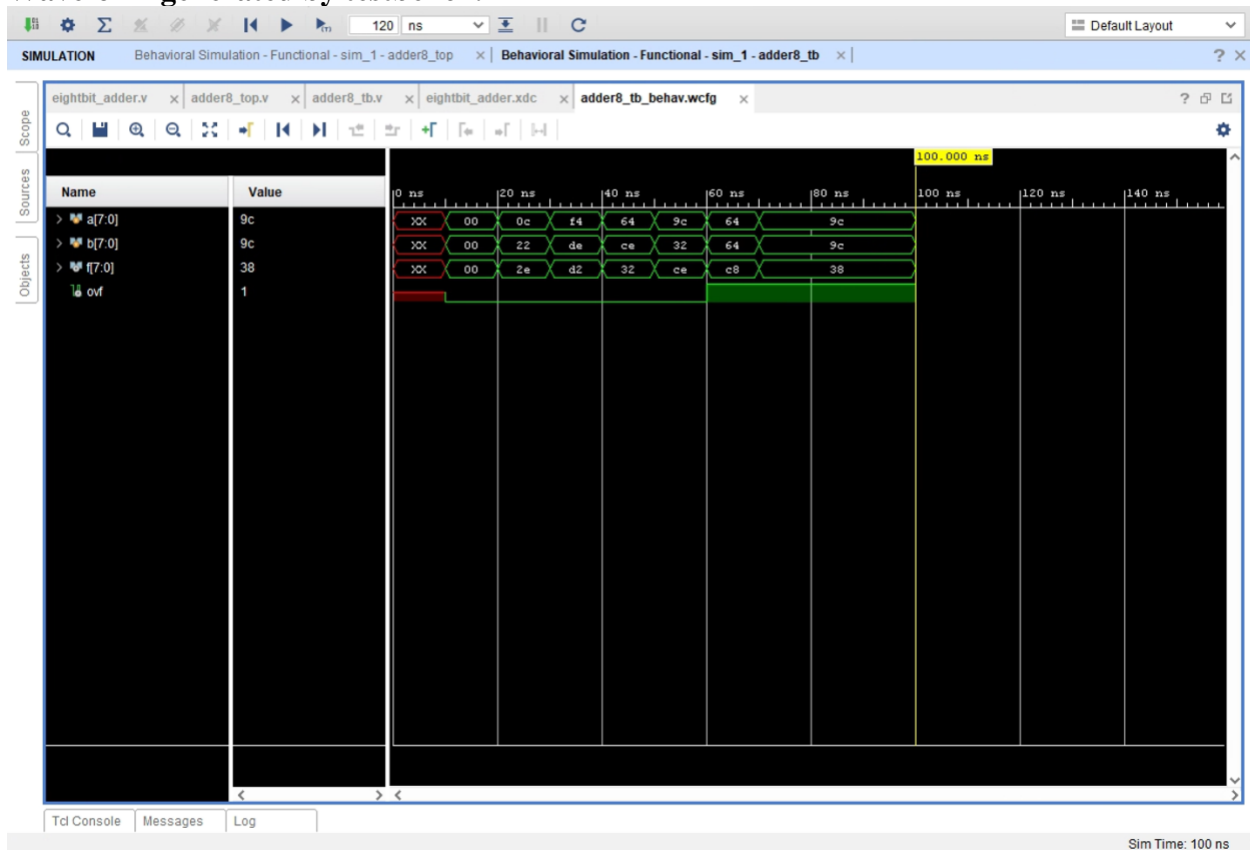 120 ns Default Layout
SIMULATION Behavioral Simulation - Functional - sim_1 - adder8_top × Behavioral Simulation - Functional - sim_1 - adder8_tb × ? ×
eightbit_adder.v × adder8_top.v × adder8_tb.v × eightbit_adder.xdc × adder8_tb_behav.wcfg × ?
Scope
Sources
Objects
100.000 ns
Name Value 0 ns 20 ns 40 ns 60 ns 80 ns 100 ns 120 ns 140 ns
a[7:0] 9c XX 00 0c f4 64 9c 64 9c
b[7:0] 9c XX 00 22 de ce 32 64 9c
f[7:0] 38 XX 00 2e d2 32 ce c8 38
ovf 1
Tcl Console Messages Log
Sim Time: 100 ns